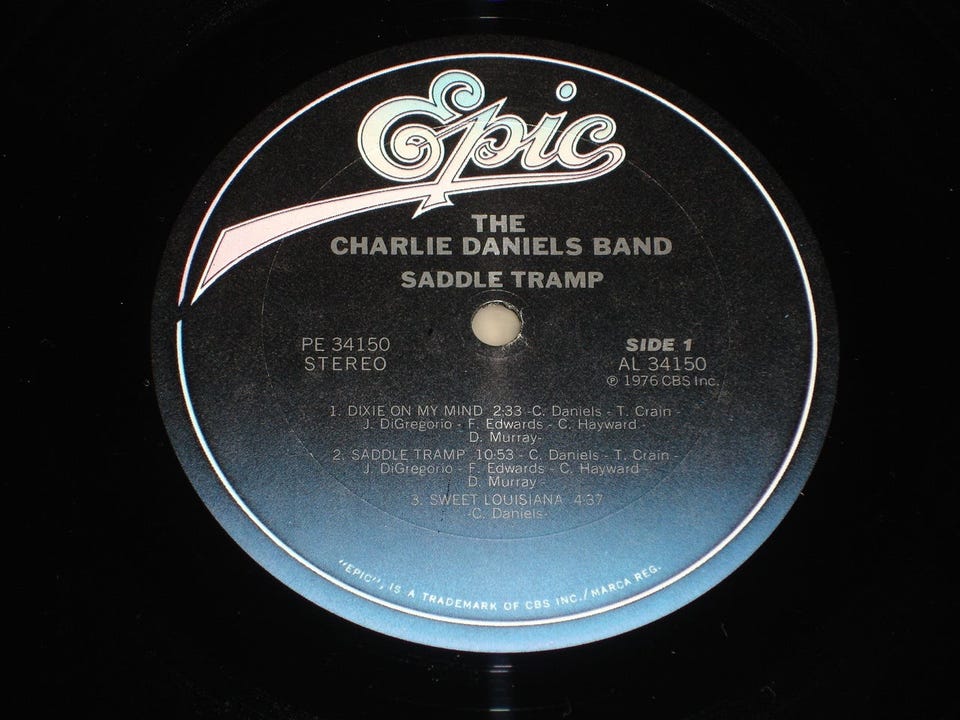 Epic
THE
CHARLIE DANIELS BAND
SADDLE TRAMP
PE 34150
STEREO
SIDE 1
AL 34150
℗ 1976 CBS Inc.
1. DIXIE ON MY MIND 2:33 -C. Daniels - T. Crain -
J. DiGregorio - F. Edwards - C. Hayward -
D. Murray-
2. SADDLE TRAMP 10:53 - C. Daniels - T. Crain -
J. DiGregorio - F. Edwards - C. Hayward -
D. Murray -
3. SWEET LOUISIANA 4:37
-C. Daniels-
"EPIC", IS A TRADEMARK OF CBS INC./MARCA REG.